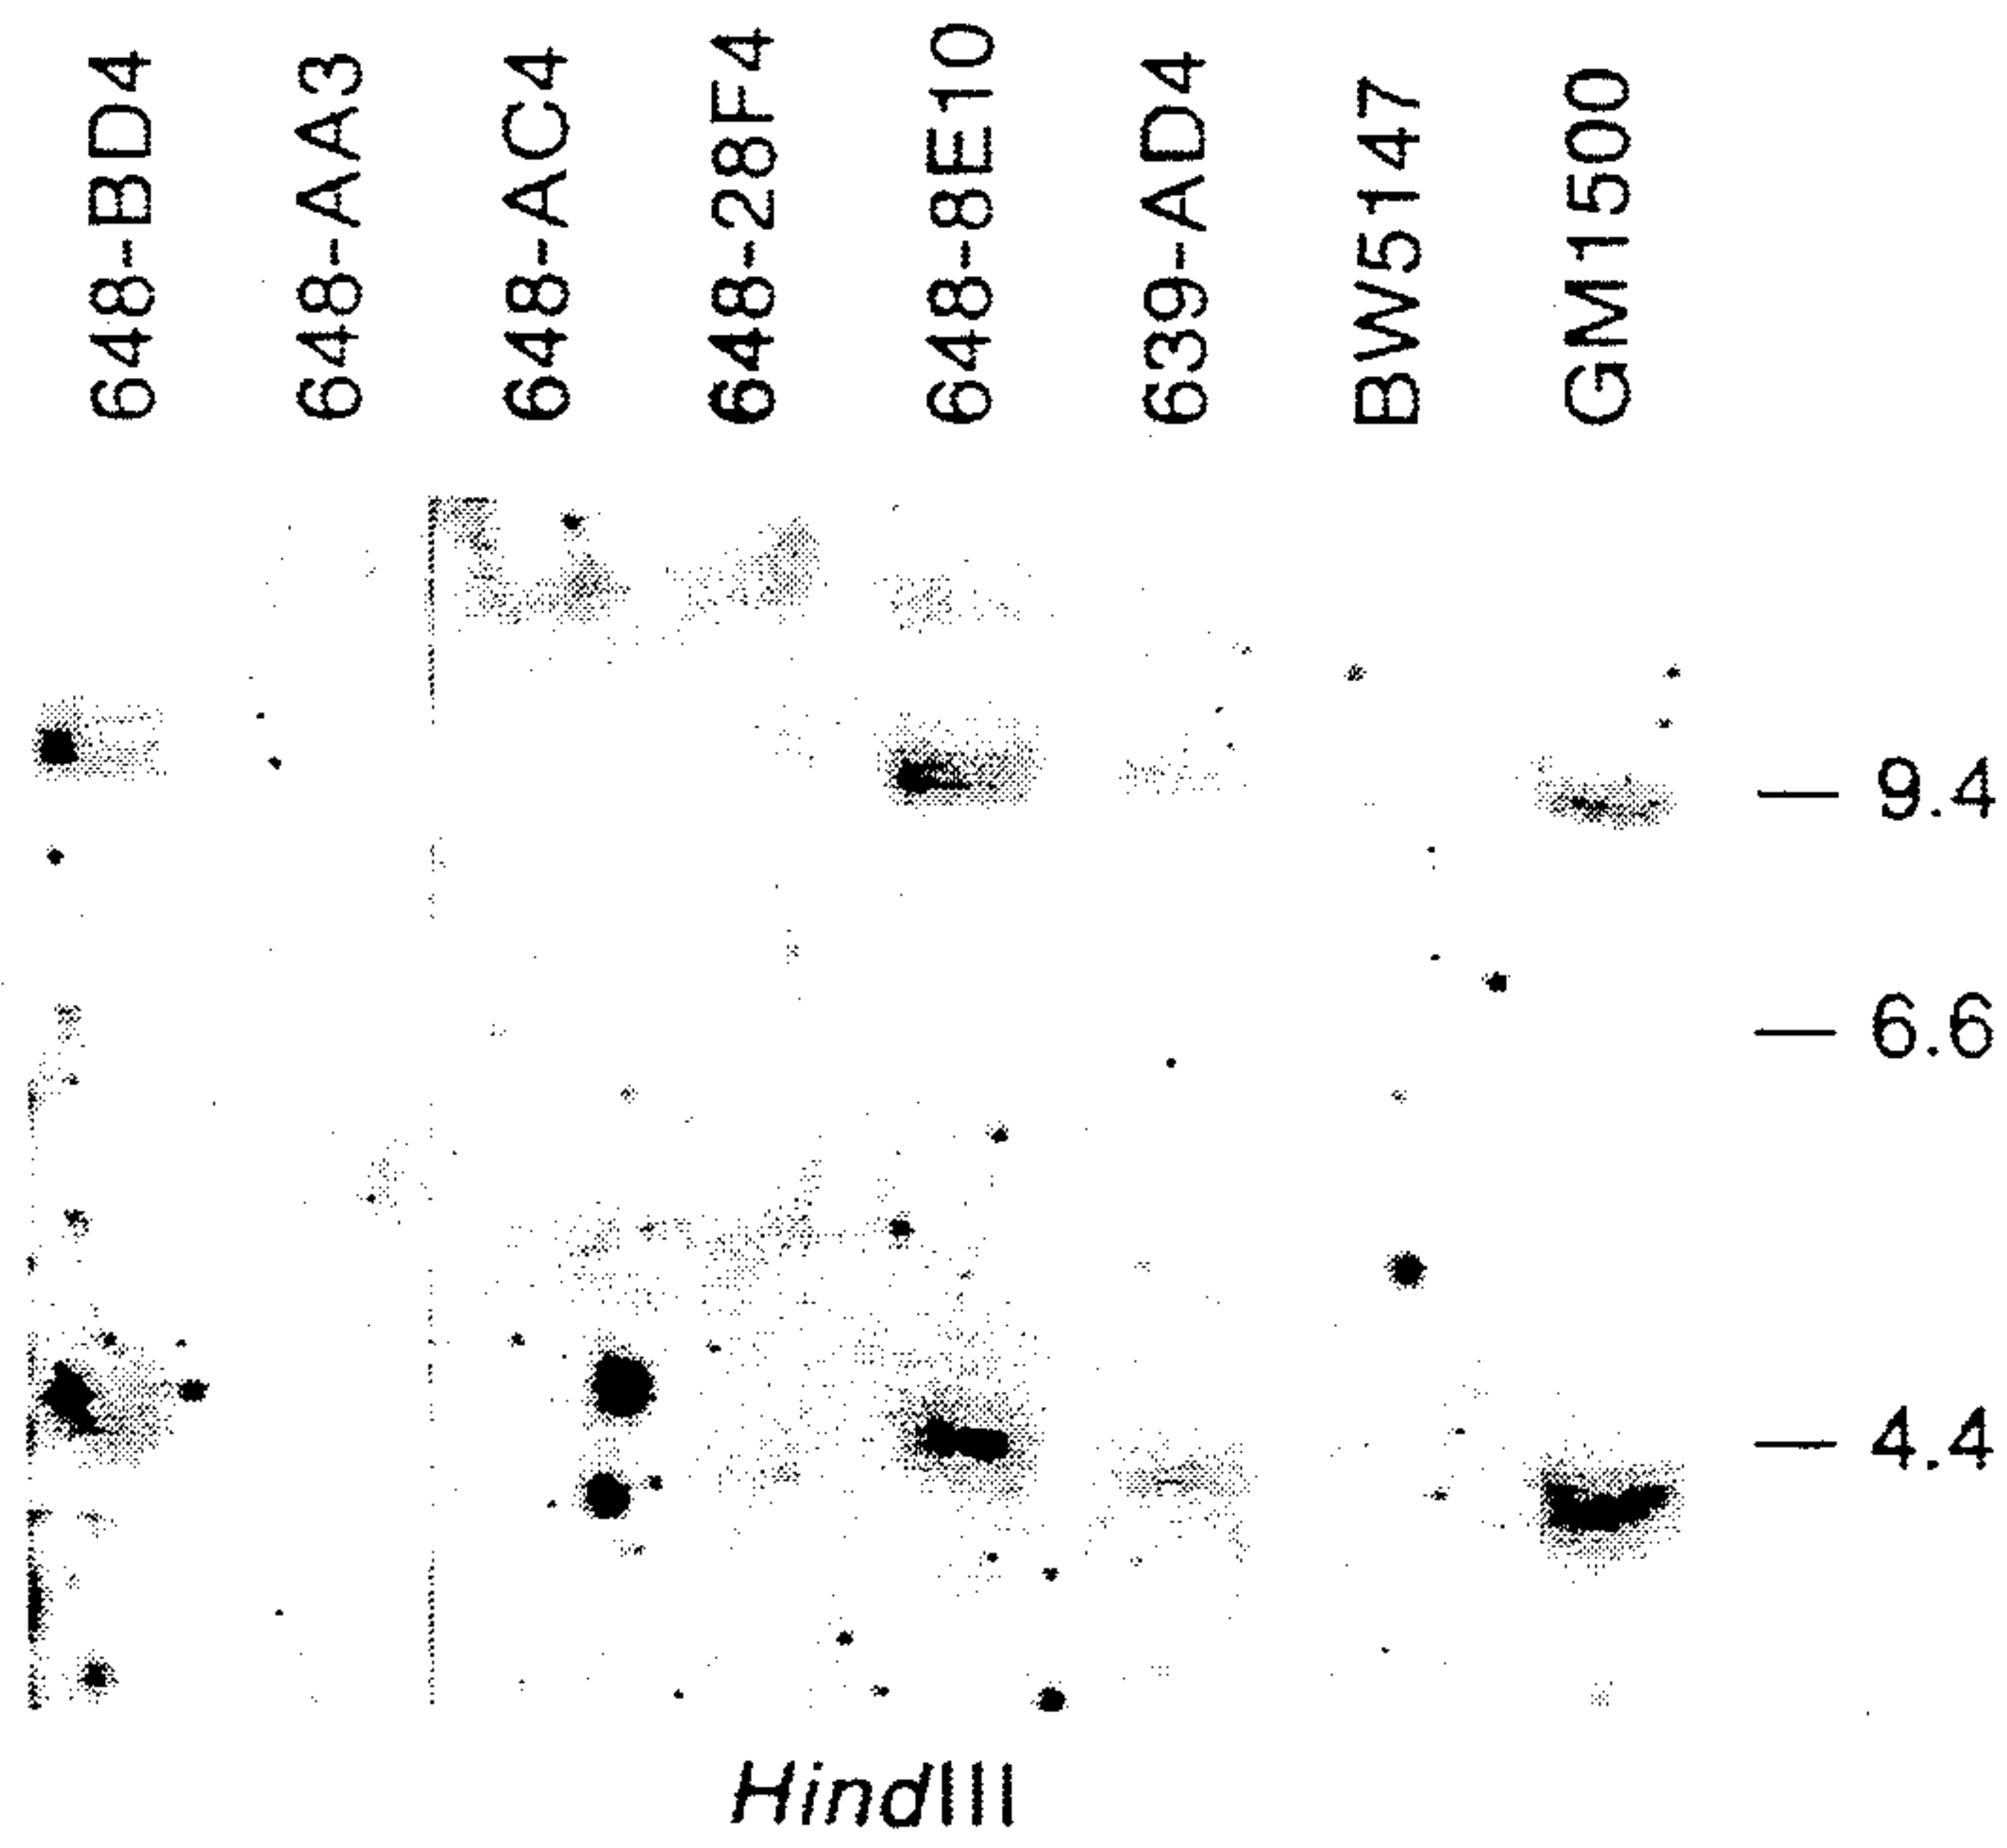 648-BD4
648-AA3
648-AC4
648-28F4
648-8E10
639-AD4
BW5147
GM1500
— 9.4
— 6.6
— 4.4
HindIII